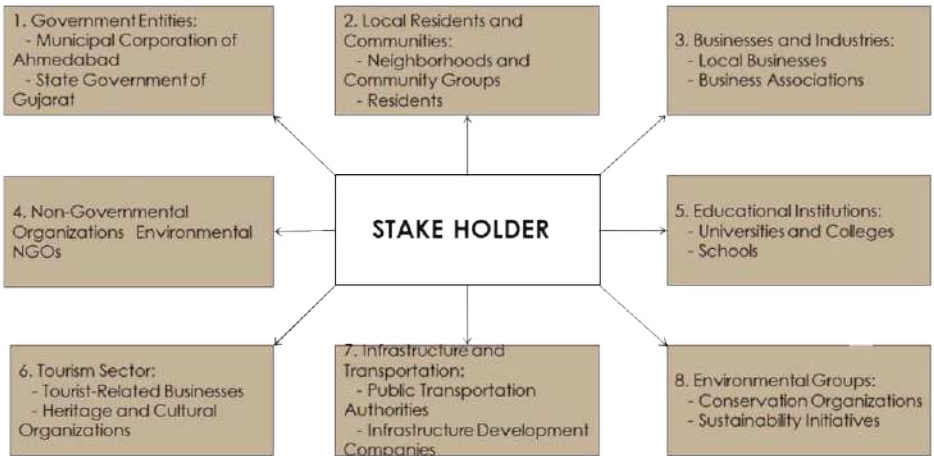 1. Government Entities:
- Municipal Corporation of
Ahmedabad
- State Government of
Gujarat
2. Local Residents and
Communities:
- Neighborhoods and
Community Groups
- Residents
3. Businesses and Industries:
- Local Businesses
- Business Associations
4. Non-Governmental
Organizations Environmental
NGOs
STAKE HOLDER
5. Educational Institutions:
- Universities and Colleges
- Schools
6. Tourism Sector:
- Tourist-Related Businesses
- Heritage and Cultural
Organizations
7. Infrastructure and
Transportation:
- Public Transportation
Authorities
- Infrastructure Development
Companies
8. Environmental Groups:
- Conservation Organizations
- Sustainability Initiatives